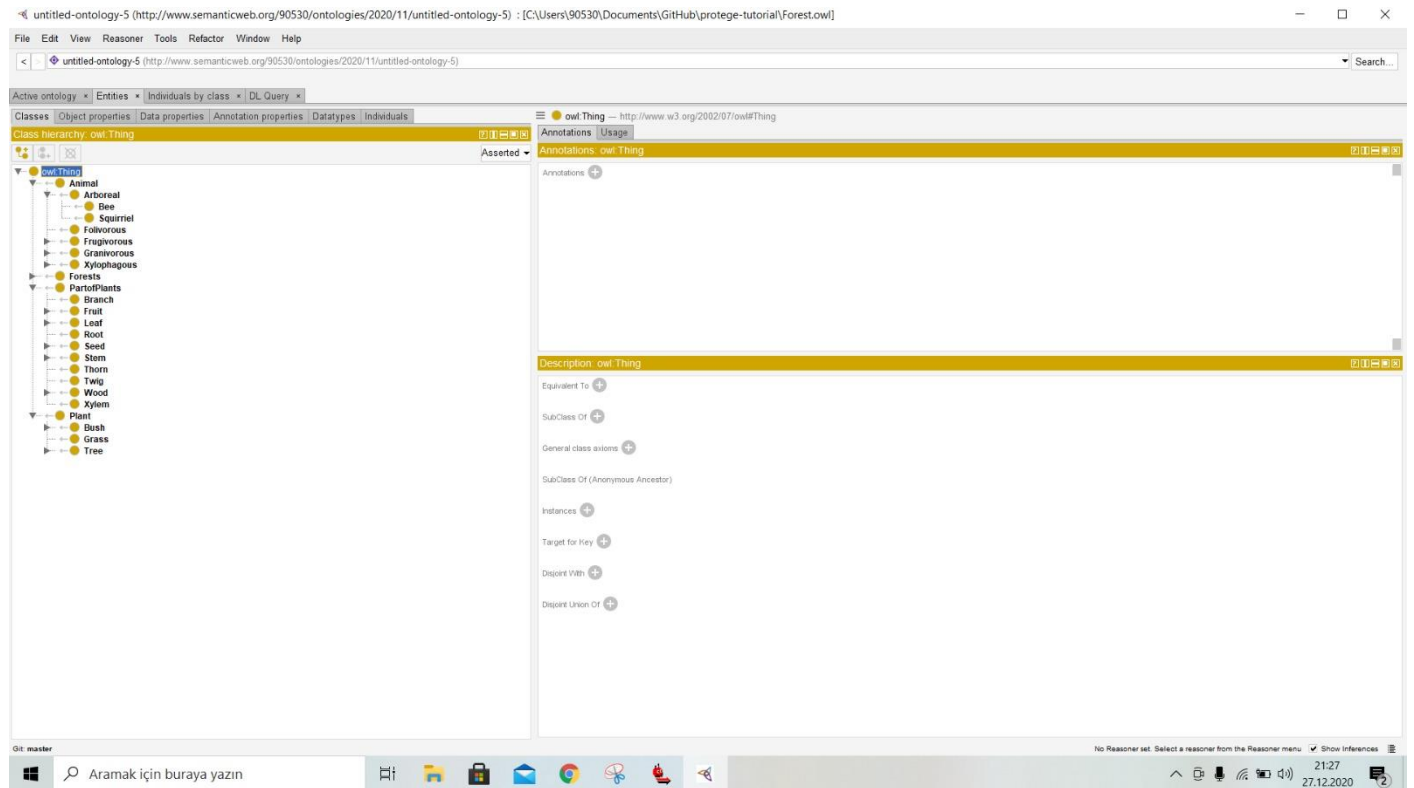 untitled-ontology-5 (http://www.semanticweb.org/90530/ontologies/2020/11/untitled-ontology-5) : [C:\Users\90530\Documents\GitHub\protege-tutorial\Forest.owl]
File Edit View Reasoner Tools Refactor Window Help
< > untitled-ontology-5 (http://www.semanticweb.org/90530/ontologies/2020/11/untitled-ontology-5) Search...
Active ontology × Entities × Individuals by class × DL Query ×
Classes Object properties Data properties Annotation properties Datatypes Individuals
Class hierarchy: owl:Thing
Asserted
owl:Thing
Animal
Arboreal
Bee
Squirriel
Folivorous
Frugivorous
Granivorous
Xylophagous
Forests
PartofPlants
Branch
Fruit
Leaf
Root
Seed
Stem
Thorn
Twig
Wood
Xylem
Plant
Bush
Grass
Tree
owl:Thing — http://www.w3.org/2002/07/owl#Thing
Annotations Usage
Annotations: owl:Thing
Annotations
Description: owl:Thing
Equivalent To
SubClass Of
General class axioms
SubClass Of (Anonymous Ancestor)
Instances
Target for Key
Disjoint With
Disjoint Union Of
Git: master
No Reasoner set. Select a reasoner from the Reasoner menu Show Inferences
Aramak için buraya yazın
21:27
27.12.2020
2